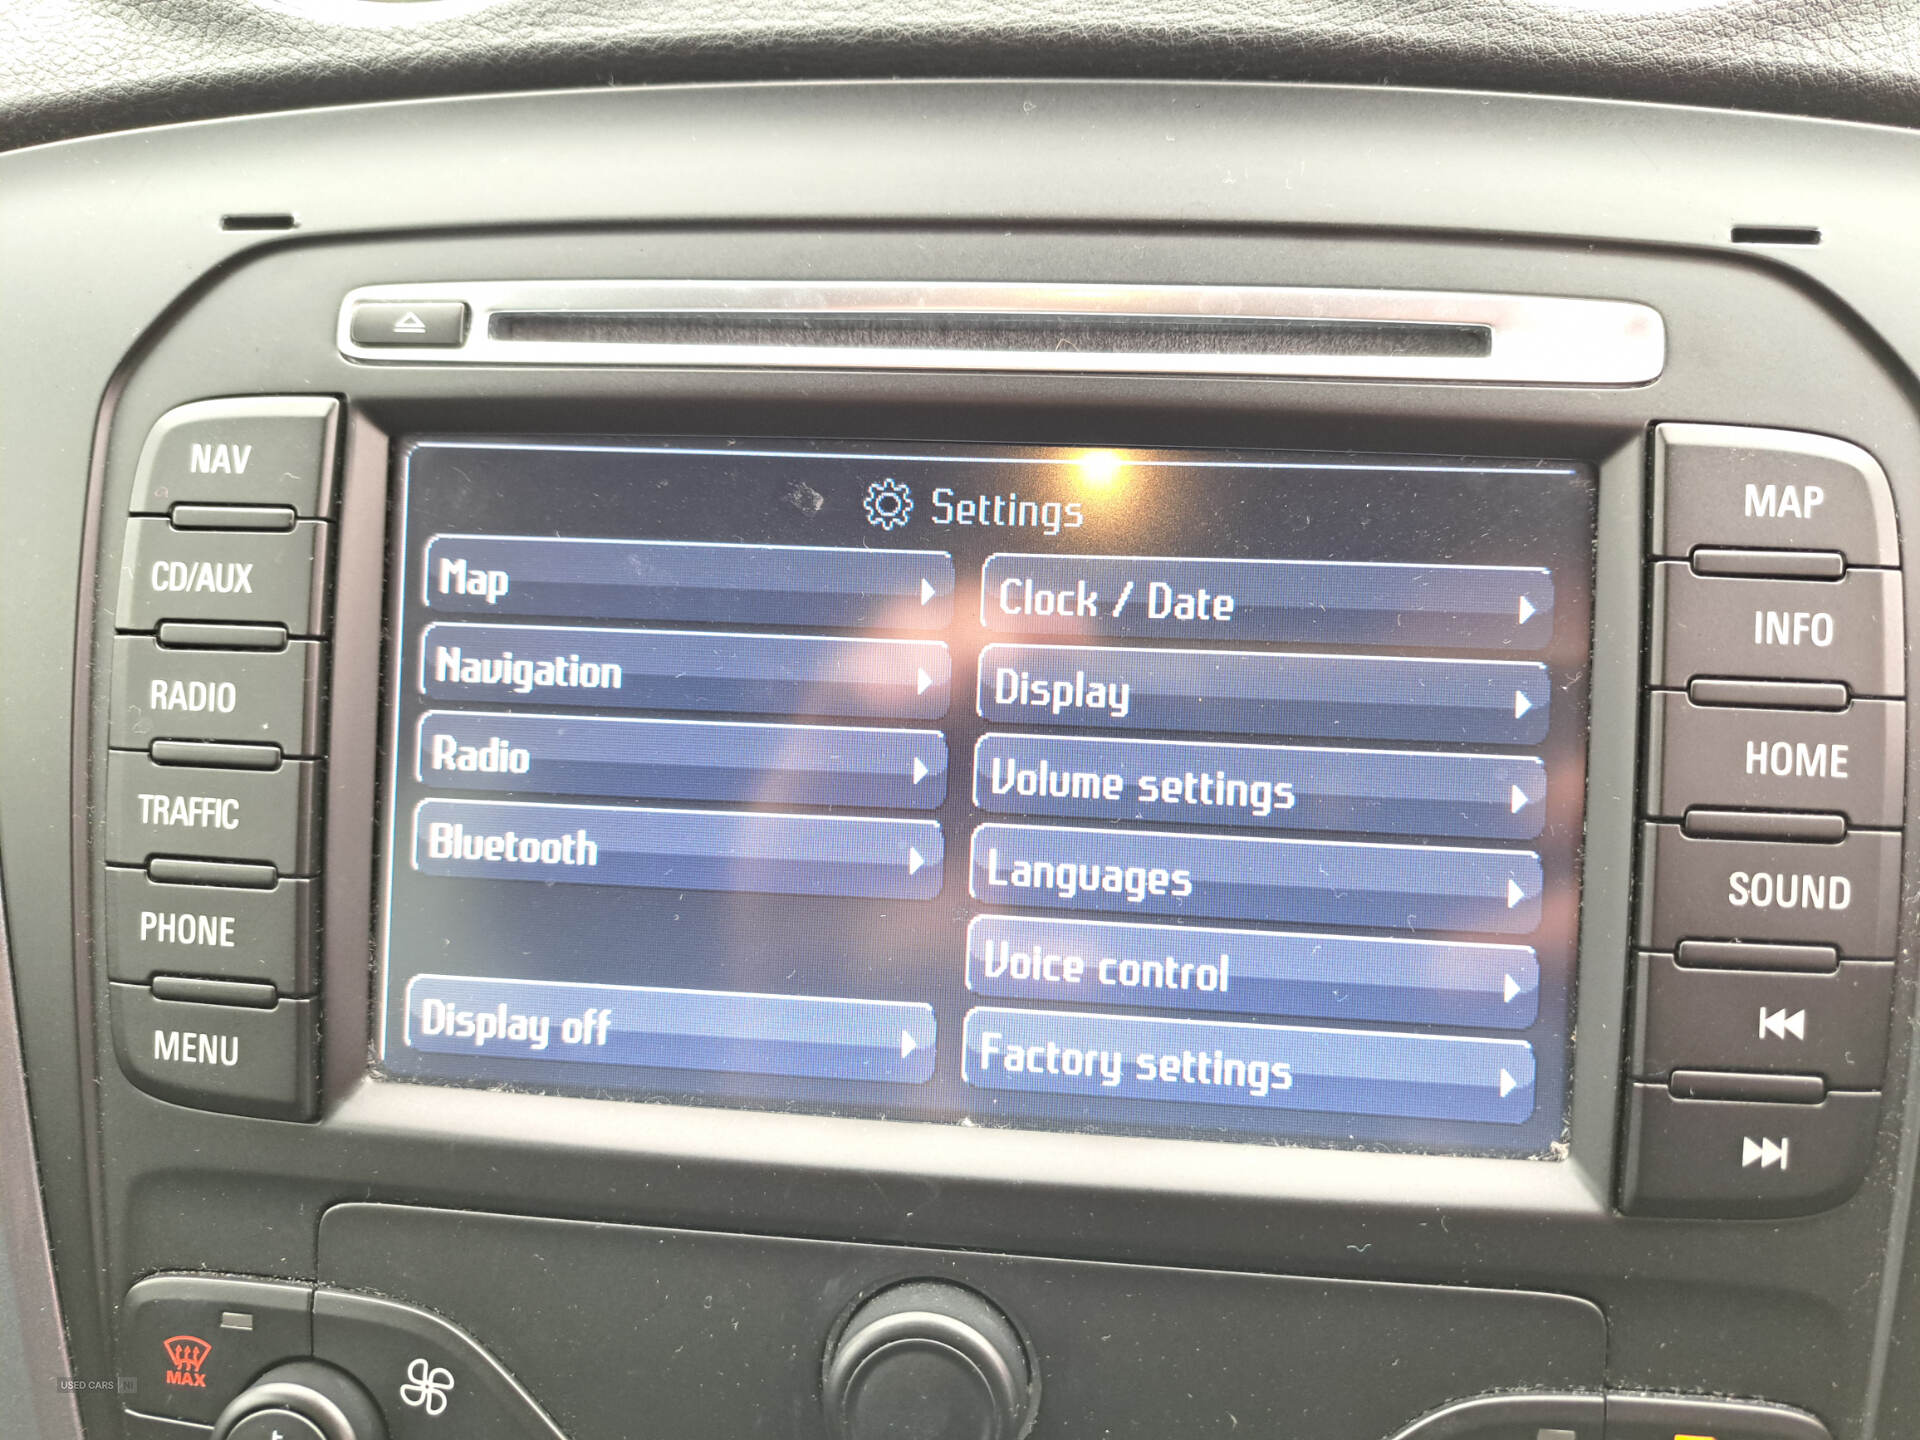 NAV
CD/AUX
RADIO
TRAFFIC
PHONE
MENU
Settings
Map
Navigation
Radio
Bluetooth
Display off
Clock / Date
Display
Volume settings
Languages
Voice control
Factory settings
MAP
INFO
HOME
SOUND
MAX
USED CARS NI